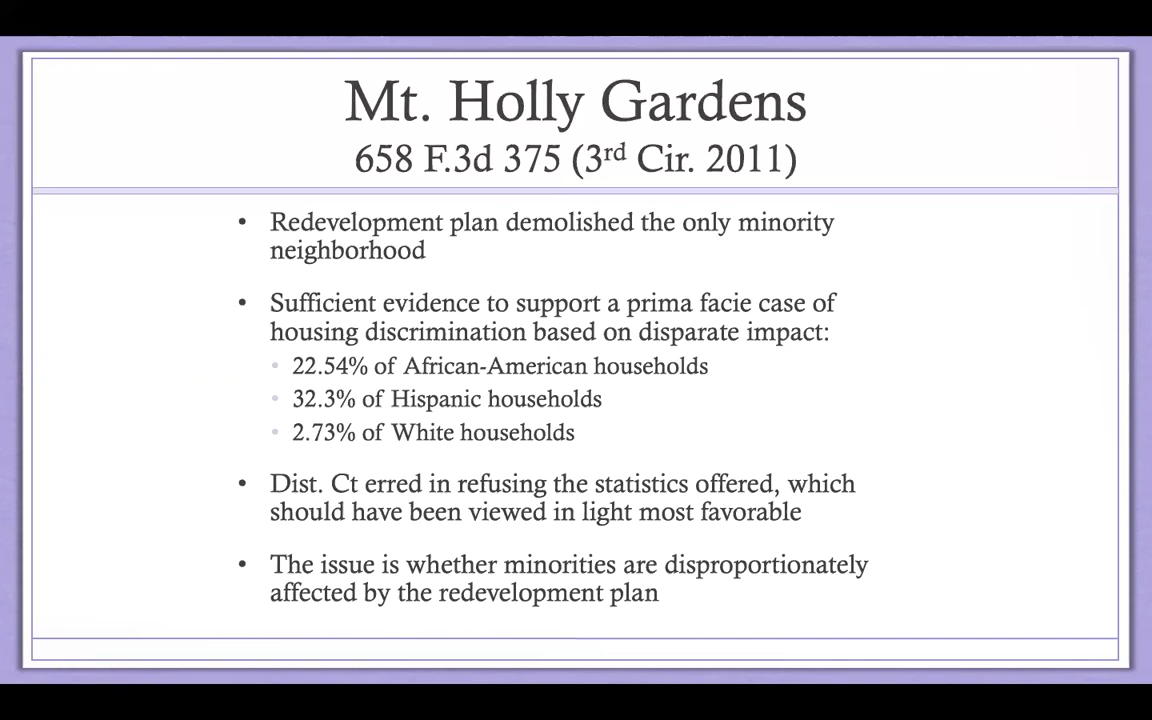 Mt. Holly Gardens
658 F.3d 375 (3rd Cir. 2011)
• Redevelopment plan demolished the only minority
neighborhood
• Sufficient evidence to support a prima facie case of
housing discrimination based on disparate impact:
• 22.54% of African-American households
• 32.3% of Hispanic households
• 2.73% of White households
• Dist. Ct erred in refusing the statistics offered, which
should have been viewed in light most favorable
• The issue is whether minorities are disproportionately
affected by the redevelopment plan